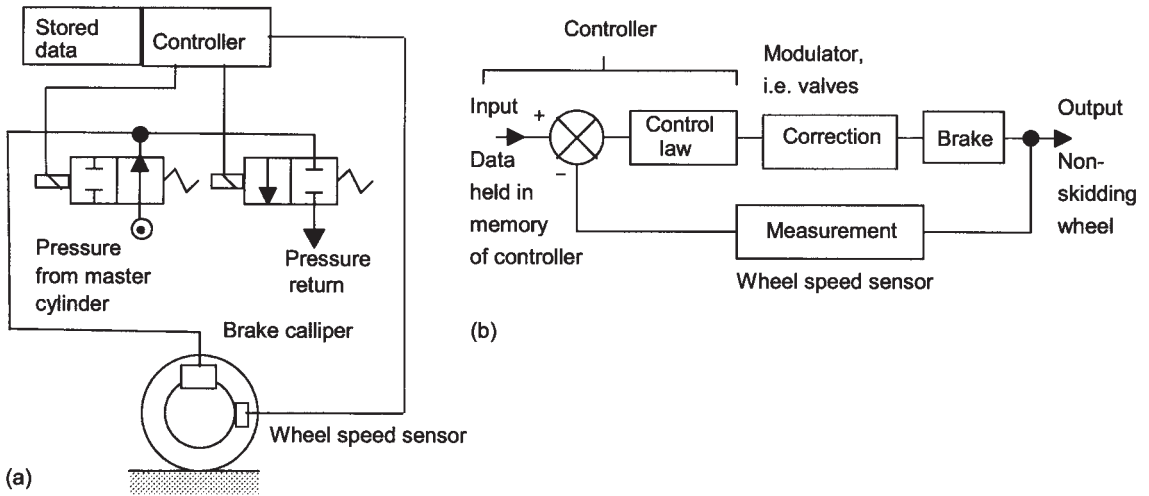 Stored
data
Controller
Pressure
from master
cylinder
Pressure
return
Brake calliper
Wheel speed sensor
(a)
Controller
Modulator,
i.e. valves
Input
+
Control
law
Correction
Brake
Output
−
Data
held in
memory
of controller
Non-
skidding
wheel
Measurement
Wheel speed sensor
(b)